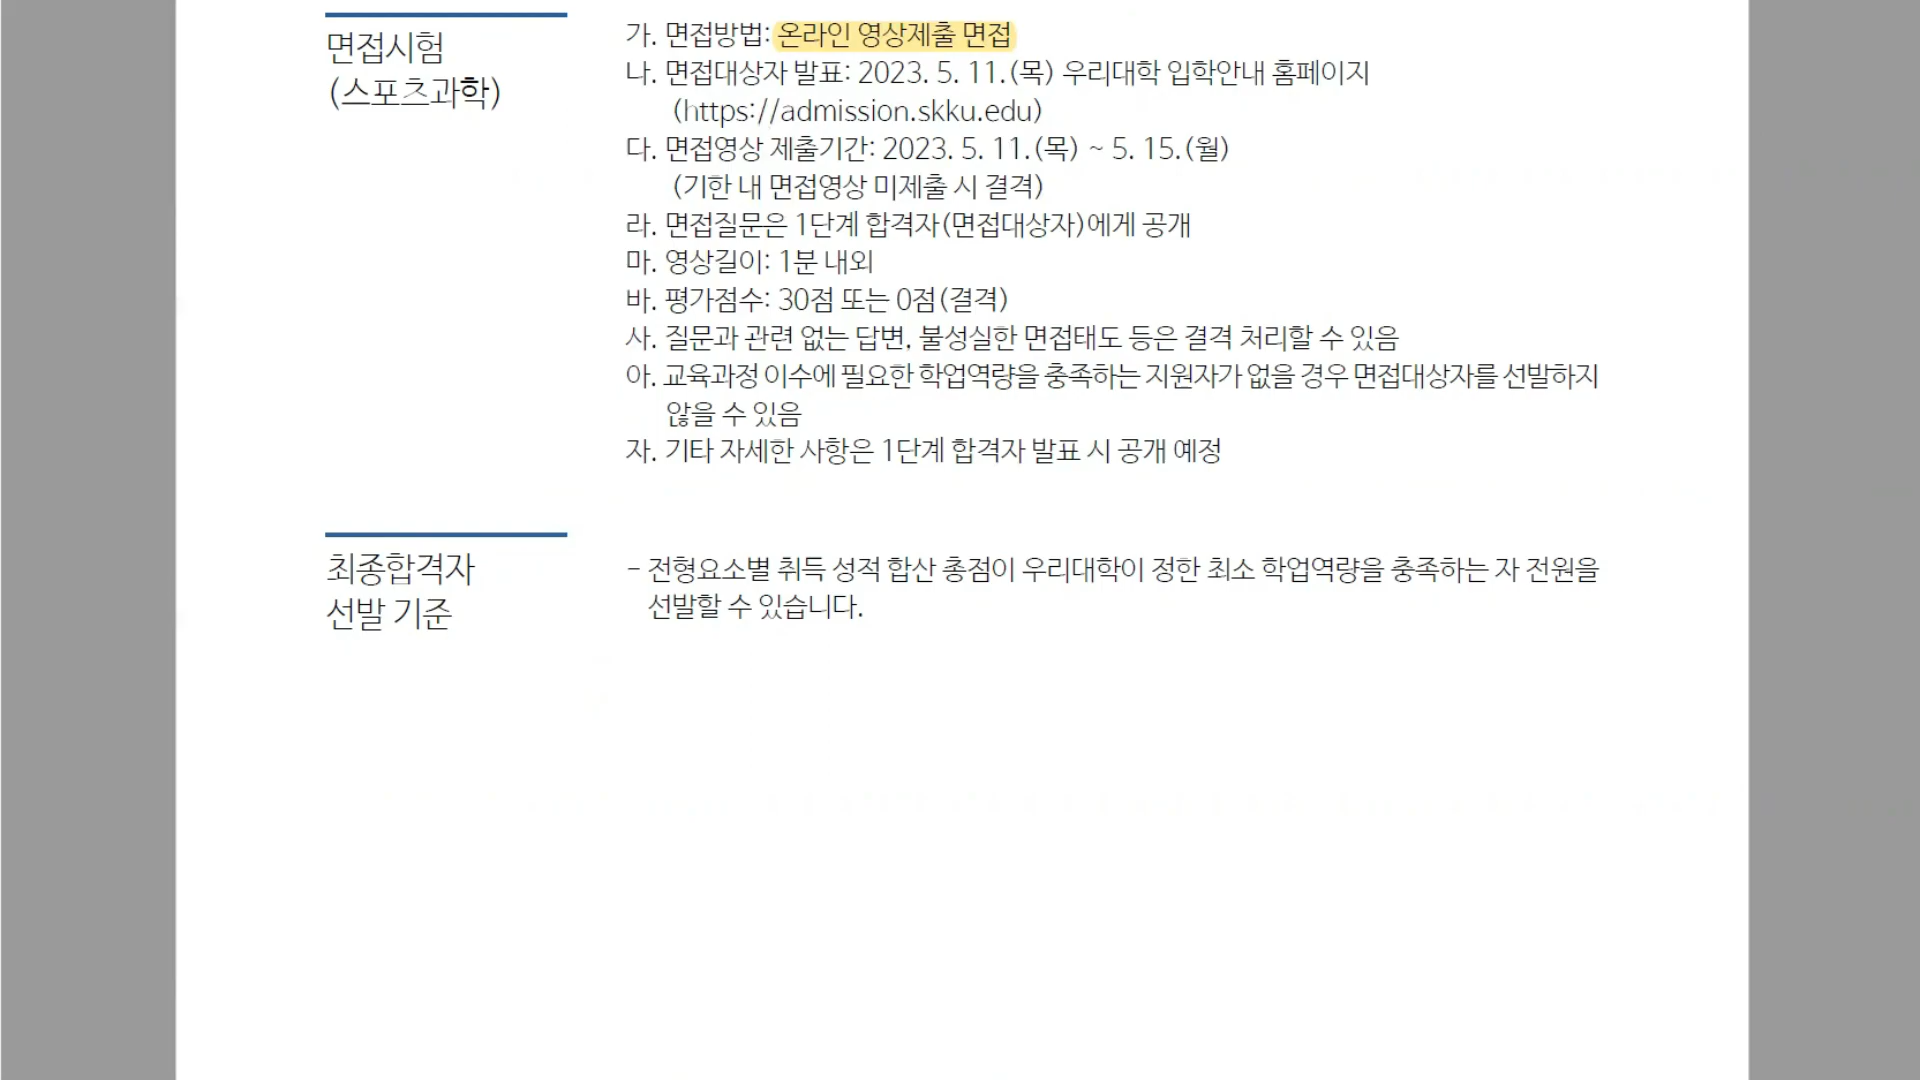 면접시험
(스포츠과학)
가. 면접방법: 온라인 영상제출 면접
나. 면접대상자 발표: 2023. 5. 11.(목) 우리대학 입학안내 홈페이지
(https://admission.skku.edu)
다. 면접영상 제출기간: 2023. 5. 11.(목) ~ 5. 15.(월)
(기한 내 면접영상 미제출 시 결격)
라. 면접질문은 1단계 합격자(면접대상자)에게 공개
마. 영상길이: 1분 내외
바. 평가점수: 30점 또는 0점(결격)
사. 질문과 관련 없는 답변, 불성실한 면접태도 등은 결격 처리할 수 있음
아. 교육과정 이수에 필요한 학업역량을 충족하는 지원자가 없을 경우 면접대상자를 선발하지
않을 수 있음
자. 기타 자세한 사항은 1단계 합격자 발표 시 공개 예정
최종합격자
선발 기준
- 전형요소별 취득 성적 합산 총점이 우리대학이 정한 최소 학업역량을 충족하는 자 전원을
선발할 수 있습니다.